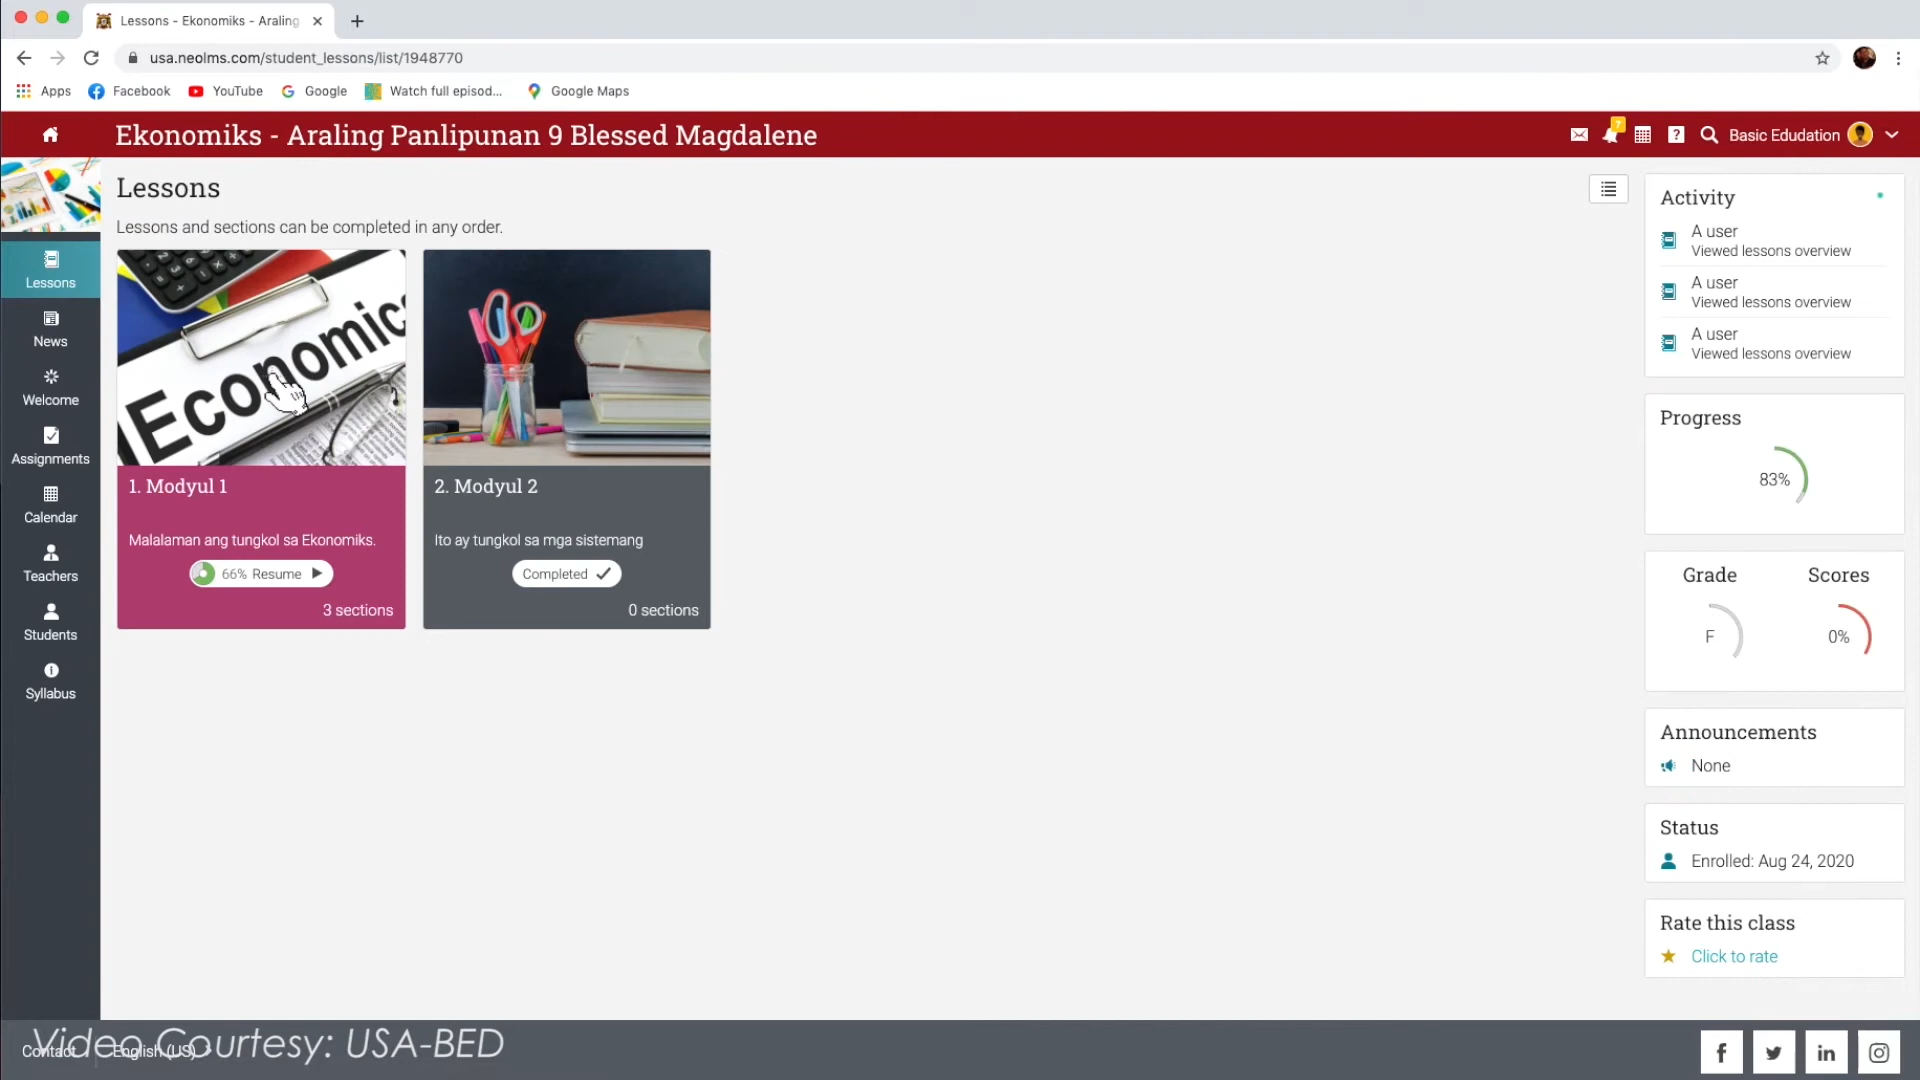 Lessons - Ekonomiks - Araling
usa.neolms.com/student_lessons/list/1948770
Apps
Facebook
YouTube
Google
Watch full episod...
Google Maps
Ekonomiks - Araling Panlipunan 9 Blessed Magdalene
7
?
Basic Edudation
Lessons
News
Welcome
Assignments
Calendar
Teachers
Students
Syllabus
Lessons
Lessons and sections can be completed in any order.
Economic
1. Modyul 1
Malalaman ang tungkol sa Ekonomiks.
66% Resume
3 sections
2. Modyul 2
Ito ay tungkol sa mga sistemang
Completed
0 sections
Activity
A user
Viewed lessons overview
A user
Viewed lessons overview
A user
Viewed lessons overview
Progress
83%
Grade
Scores
F
0%
Announcements
None
Status
Enrolled: Aug 24, 2020
Rate this class
Click to rate
Video Courtesy: USA-BED
Contact
English (US)